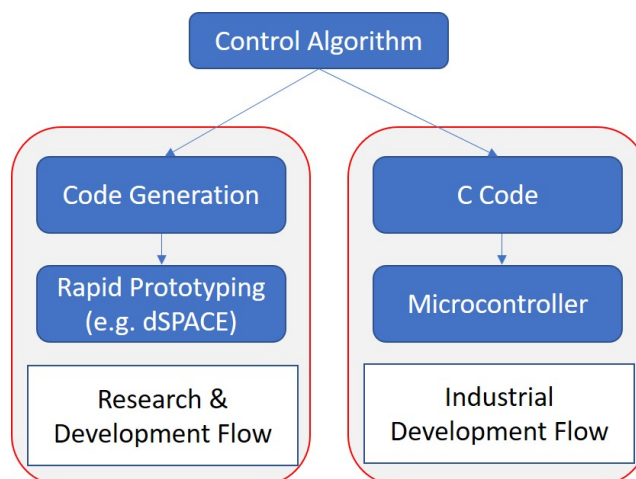 Control Algorithm
Code Generation
Rapid Prototyping
(e.g. dSPACE)
Research &
Development Flow
C Code
Microcontroller
Industrial
Development Flow